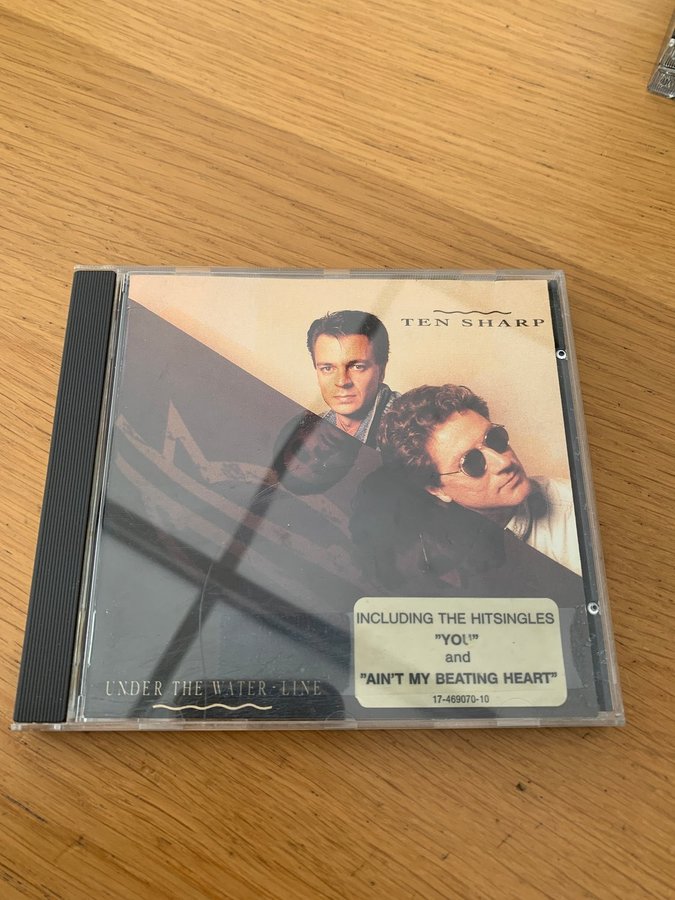 TEN SHARP
UNDER THE WATER-LINE
INCLUDING THE HITSINGLES
"YOU"
and
"AIN'T MY BEATING HEART"
17-469070-10